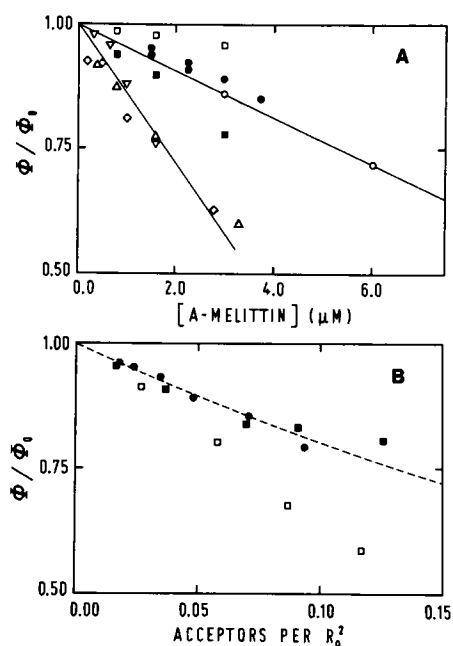 A
1.00
0.75
0.50
Φ / Φ₀
0.0
2.0
4.0
6.0
[A-MELITTIN] (μM)
B
1.00
0.75
0.50
Φ / Φ₀
0.00
0.05
0.10
0.15
ACCEPTORS PER R₀²